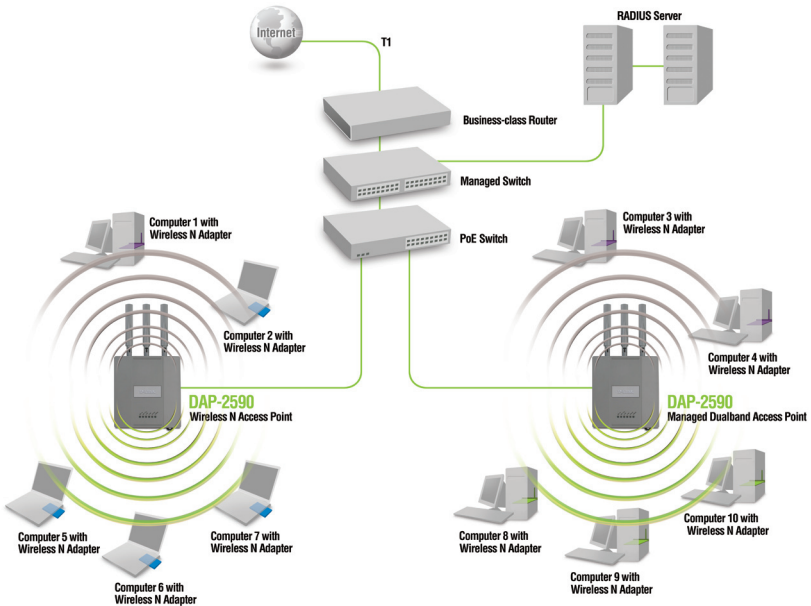 Internet
T1
RADIUS Server
Business-class Router
Managed Switch
PoE Switch
Computer 1 with
Wireless N Adapter
Computer 2 with
Wireless N Adapter
Computer 3 with
Wireless N Adapter
Computer 4 with
Wireless N Adapter
DAP-2590
Wireless N Access Point
DAP-2590
Managed Dualband Access Point
Computer 5 with
Wireless N Adapter
Computer 6 with
Wireless N Adapter
Computer 7 with
Wireless N Adapter
Computer 8 with
Wireless N Adapter
Computer 9 with
Wireless N Adapter
Computer 10 with
Wireless N Adapter